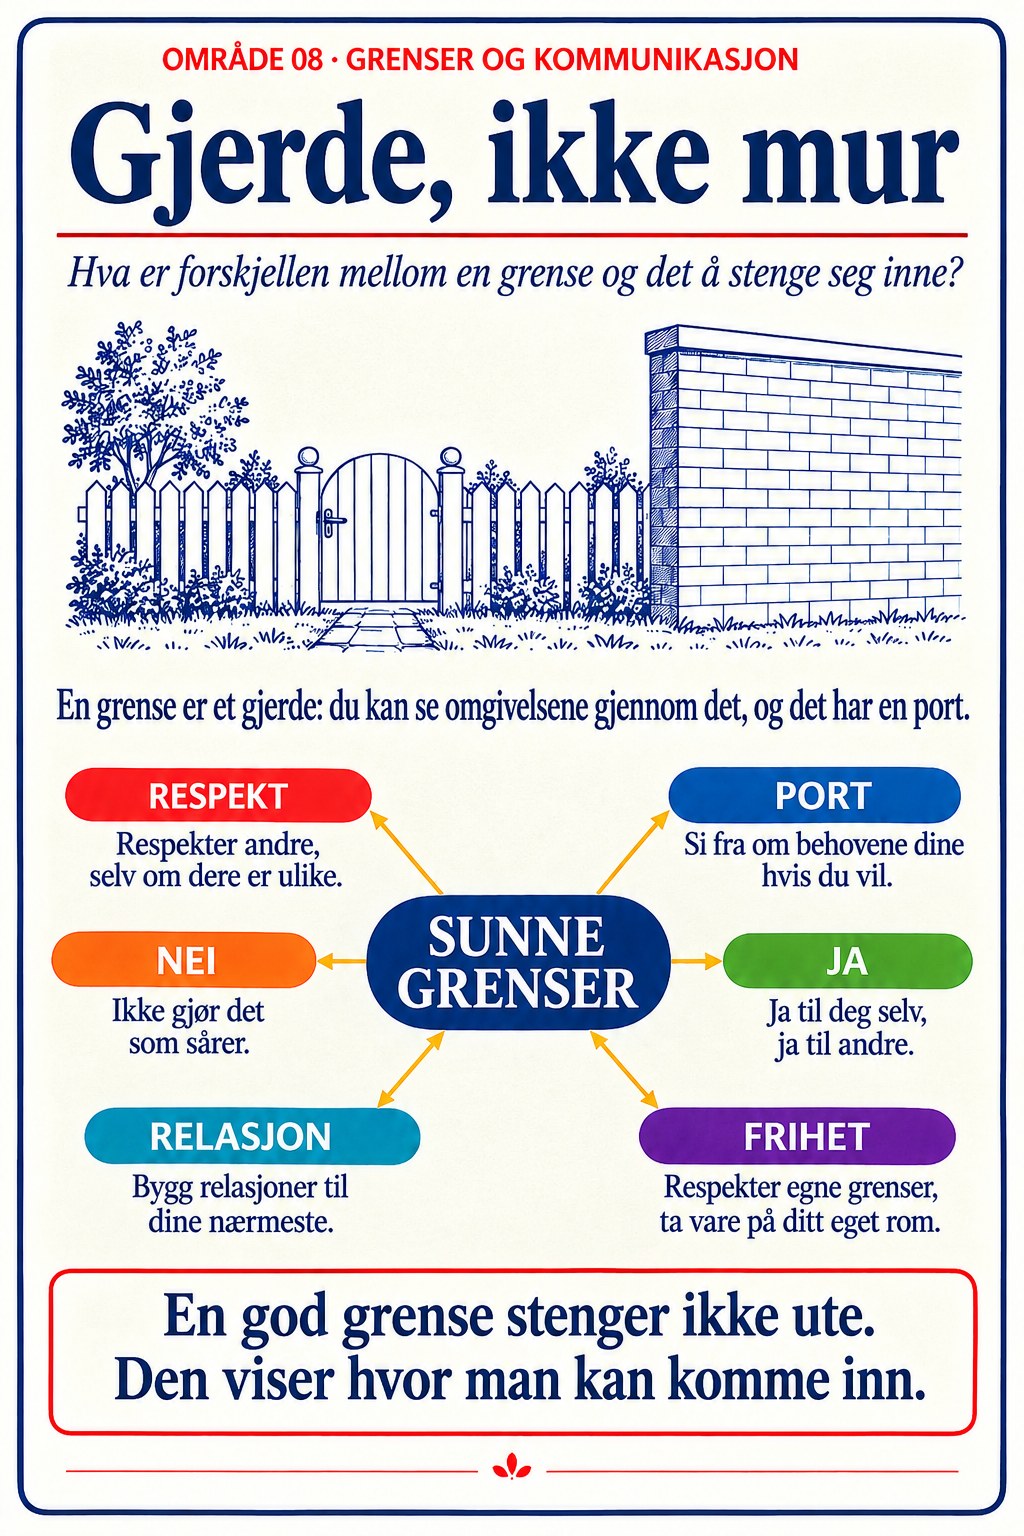 OMRÅDE 08 · GRENSER OG KOMMUNIKASJON
Gjerde, ikke mur
Hva er forskjellen mellom en grense og det å stenge seg inne?
En grense er et gjerde: du kan se omgivelsene gjennom det, og det har en port.
RESPEKT
Respekter andre,
selv om dere er ulike.
PORT
Si fra om behovene dine
hvis du vil.
NEI
Ikke gjør det
som sårer.
SUNNE
GRENSER
JA
Ja til deg selv,
ja til andre.
RELASJON
Bygg relasjoner til
dine nærmeste.
FRIHET
Respekter egne grenser,
ta vare på ditt eget rom.
En god grense stenger ikke ute.
Den viser hvor man kan komme inn.